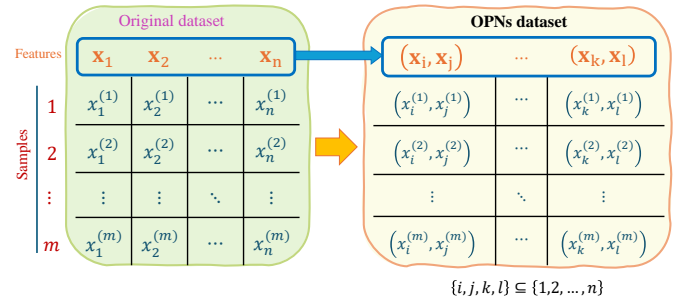 Original dataset
OPNs dataset
Features x₁ x₂ ⋯ xₙ (xᵢ, xⱼ) ⋯ (xₖ, xₗ)
1 x₁⁽¹⁾ x₂⁽¹⁾ ⋯ xₙ⁽¹⁾ (xᵢ⁽¹⁾, xⱼ⁽¹⁾) ⋯ (xₖ⁽¹⁾, xₗ⁽¹⁾)
Samples
2 x₁⁽²⁾ x₂⁽²⁾ ⋯ xₙ⁽²⁾ (xᵢ⁽²⁾, xⱼ⁽²⁾) ⋯ (xₖ⁽²⁾, xₗ⁽²⁾)
⋮ ⋮ ⋮ ⋱ ⋮ ⋮ ⋱ ⋮
m x₁⁽ᵐ⁾ x₂⁽ᵐ⁾ ⋯ xₙ⁽ᵐ⁾ (xᵢ⁽ᵐ⁾, xⱼ⁽ᵐ⁾) ⋯ (xₖ⁽ᵐ⁾, xₗ⁽ᵐ⁾)
{i, j, k, l} ⊆ {1,2, …, n}